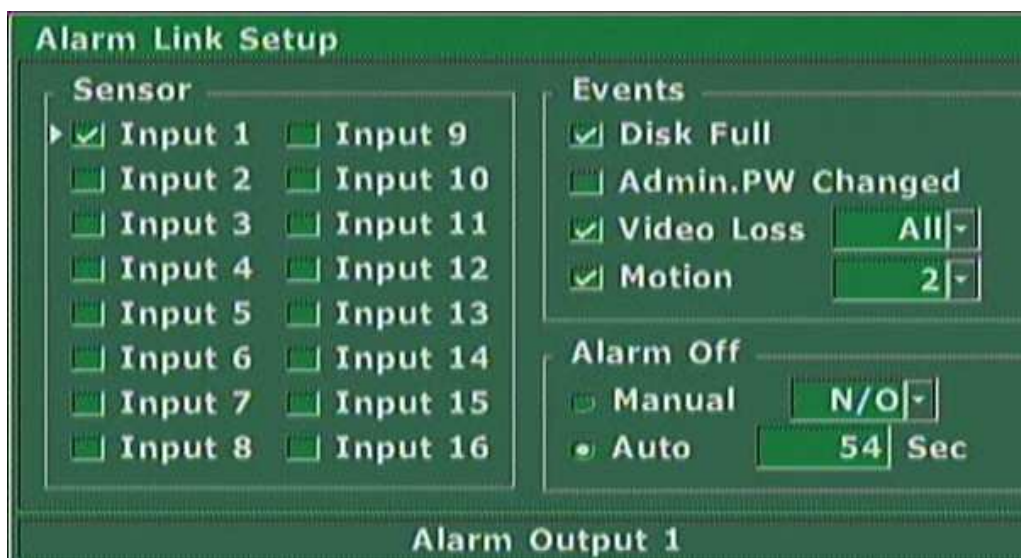 Alarm Link Setup
Sensor
Input 1 Input 9
Input 2 Input 10
Input 3 Input 11
Input 4 Input 12
Input 5 Input 13
Input 6 Input 14
Input 7 Input 15
Input 8 Input 16
Events
Disk Full
Admin.PW Changed
Video Loss All
Motion 2
Alarm Off
Manual N/O
Auto 54 Sec
Alarm Output 1